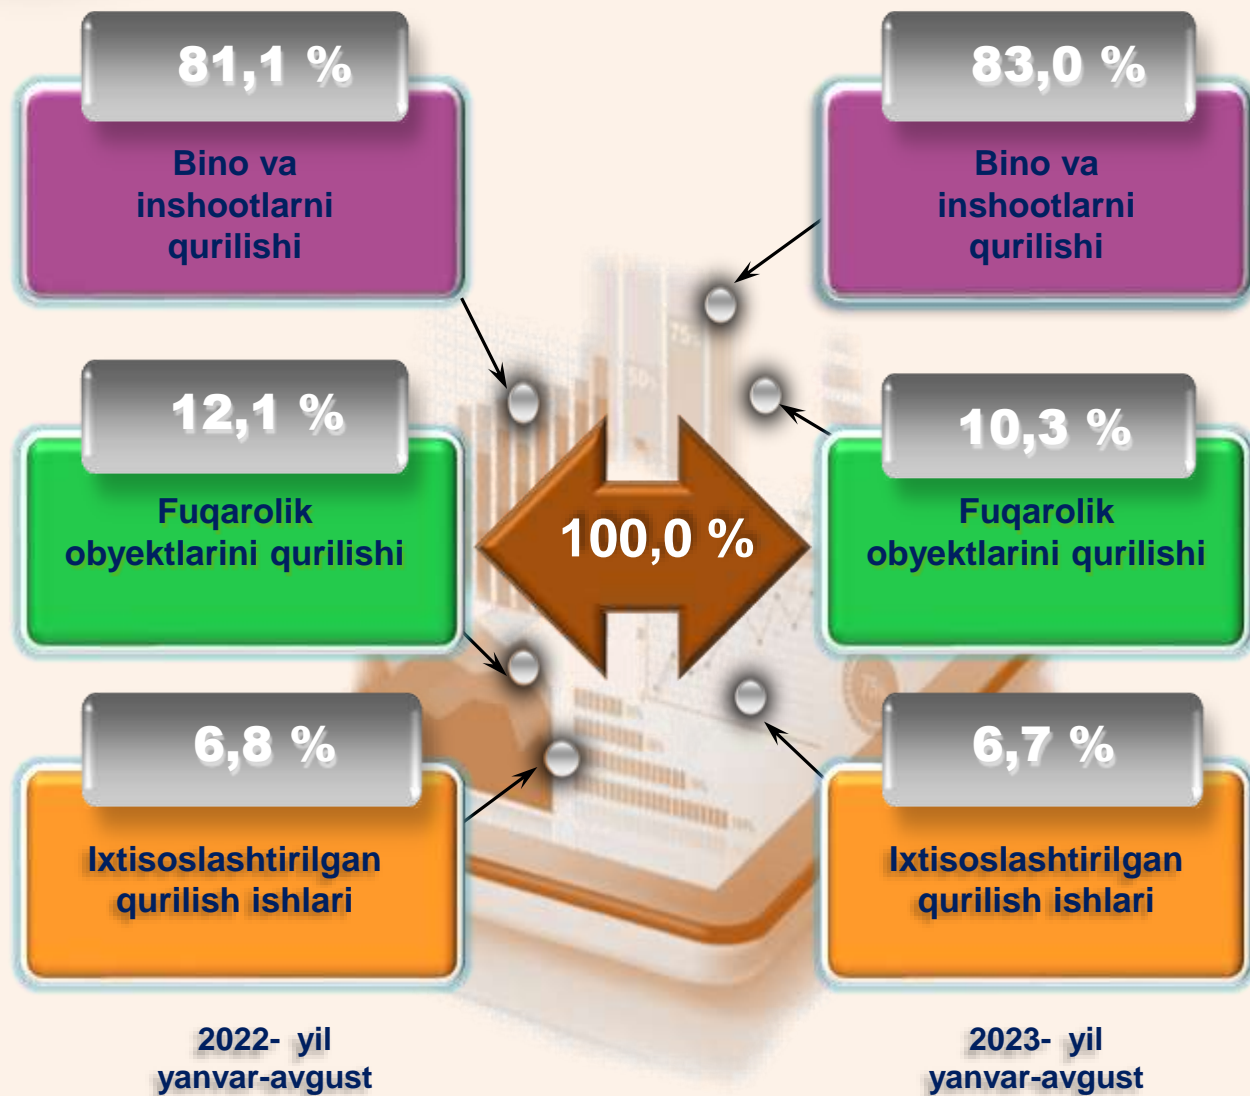 81,1 %
Bino va
inshootlarni
qurilishi
12,1 %
Fuqarolik
obyektlarini qurilishi
6,8 %
Ixtisoslashtirilgan
qurilish ishlari
2022- yil
yanvar-avgust
100,0 %
83,0 %
Bino va
inshootlarni
qurilishi
10,3 %
Fuqarolik
obyektlarini qurilishi
6,7 %
Ixtisoslashtirilgan
qurilish ishlari
2023- yil
yanvar-avgust
75%
50%